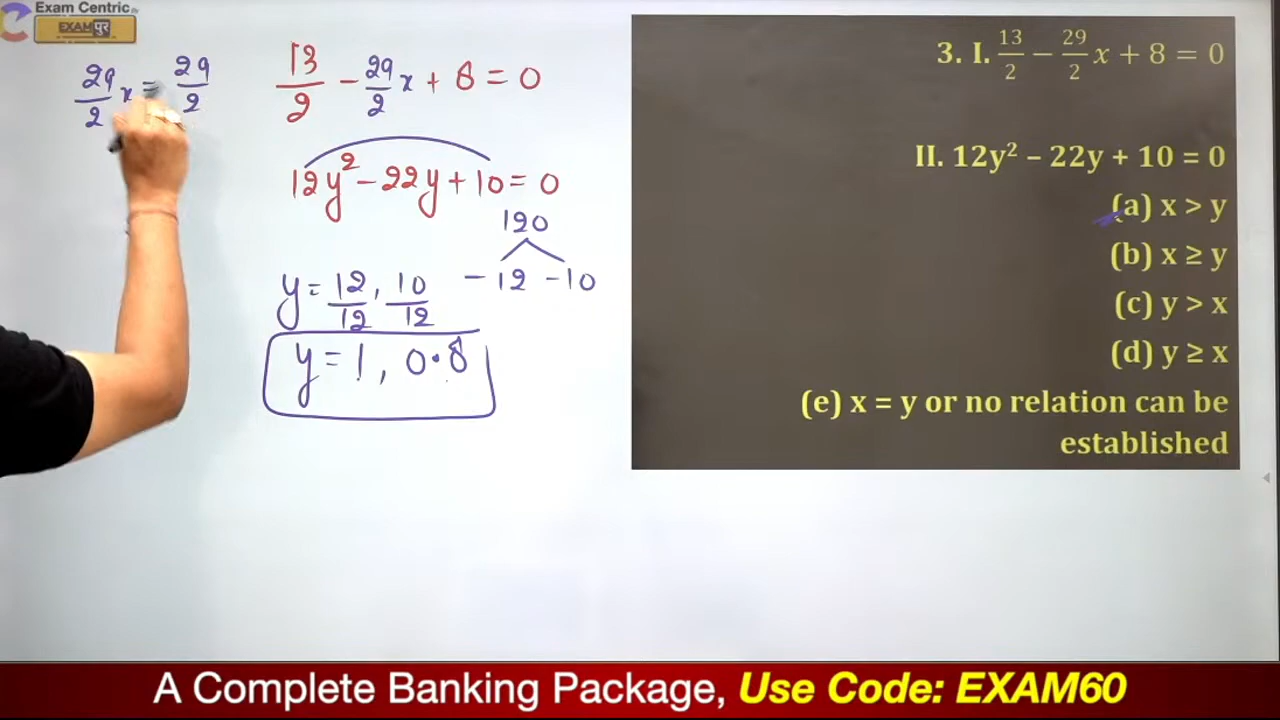 Exam Centric
EXAMपुर
29/2 x = 29/2
13/2 - 29/2 x + 8 = 0
12y² - 22y + 10 = 0
120
-12 -10
y = 12/12, 10/12
y = 1, 0.8
3. I. 13/2 − 29/2 x + 8 = 0
II. 12y² – 22y + 10 = 0
(a) x > y
(b) x ≥ y
(c) y > x
(d) y ≥ x
(e) x = y or no relation can be
established
A Complete Banking Package, Use Code: EXAM60